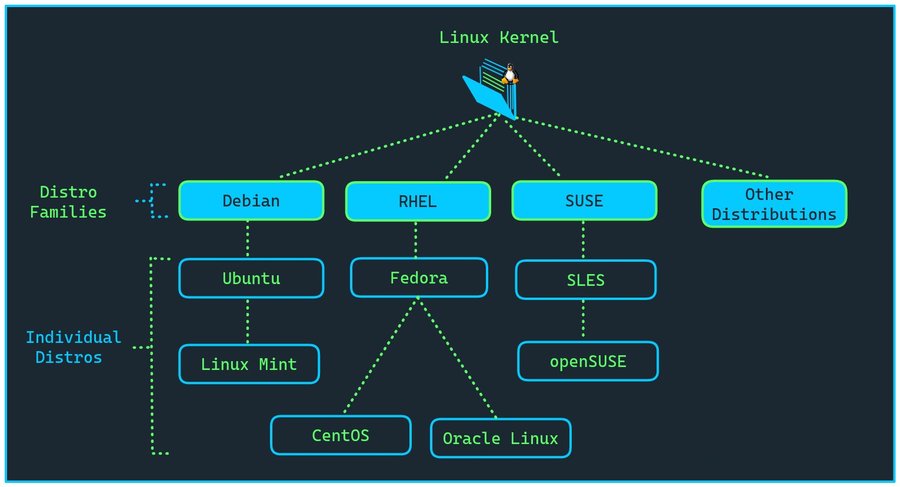 Linux Kernel
Distro
Families
Debian
RHEL
SUSE
Other
Distributions
Ubuntu
Fedora
SLES
Individual
Distros
Linux Mint
openSUSE
CentOS
Oracle Linux